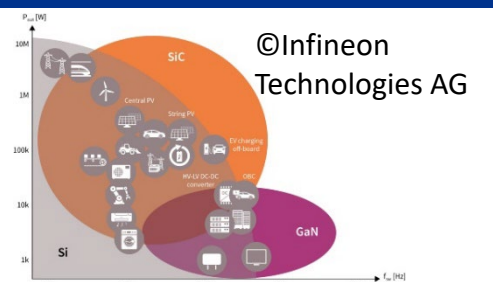 P_out [W]
©Infineon
Technologies AG
10M
SiC
1M
Central PV
String PV
100k
EV charging
off-board
HV-LV DC-DC
converter
OBC
10k
GaN
Si
1k
f_sw [Hz]